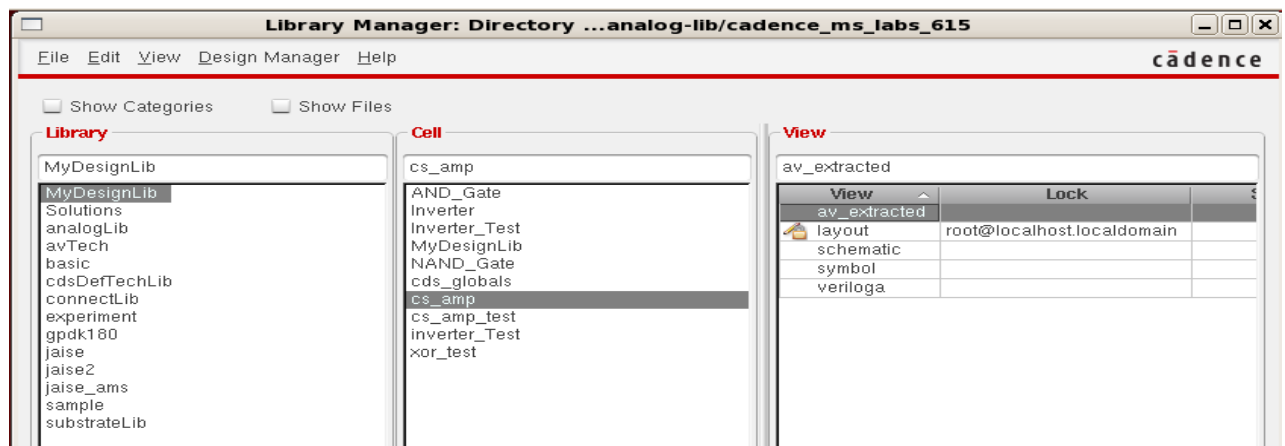 Library Manager: Directory ...analog-lib/cadence_ms_labs_615
File Edit View Design Manager Help
cādence
Show Categories Show Files
Library
MyDesignLib
MyDesignLib
Solutions
analogLib
avTech
basic
cdsDefTechLib
connectLib
experiment
gpdk180
jaise
jaise2
jaise_ams
sample
substrateLib
Cell
cs_amp
AND_Gate
Inverter
Inverter_Test
MyDesignLib
NAND_Gate
cds_globals
cs_amp
cs_amp_test
inverter_Test
xor_test
View
av_extracted
View Lock
av_extracted
layout root@localhost.localdomain
schematic
symbol
veriloga